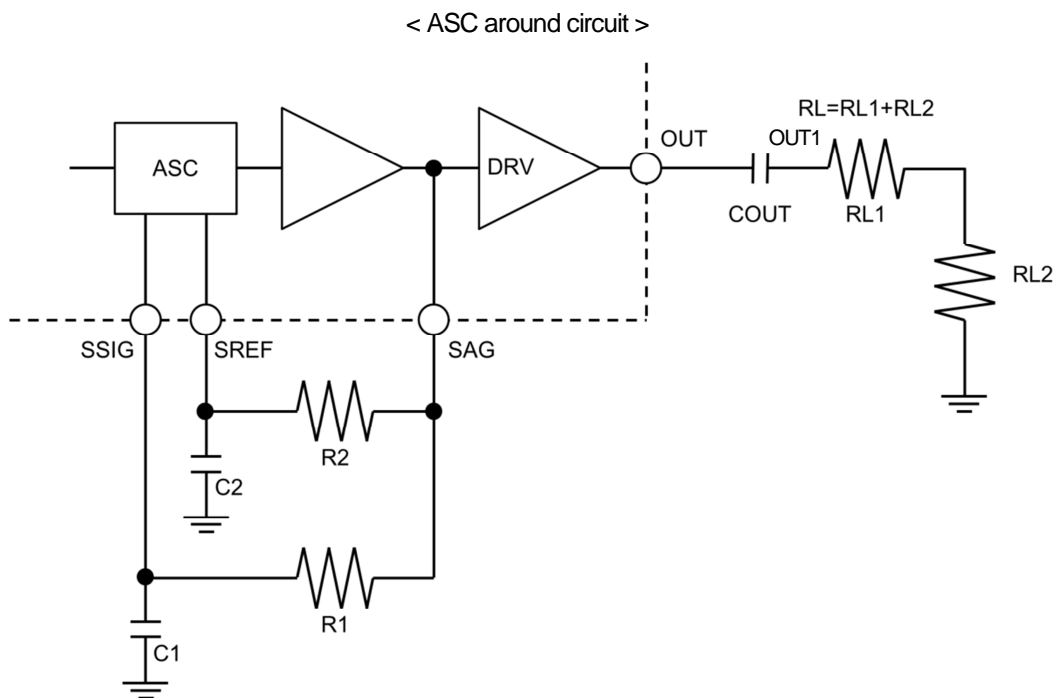 < ASC around circuit >
RL=RL1+RL2
OUT
OUT1
ASC
DRV
COUT
RL1
RL2
SSIG
SREF
SAG
R2
C2
R1
C1